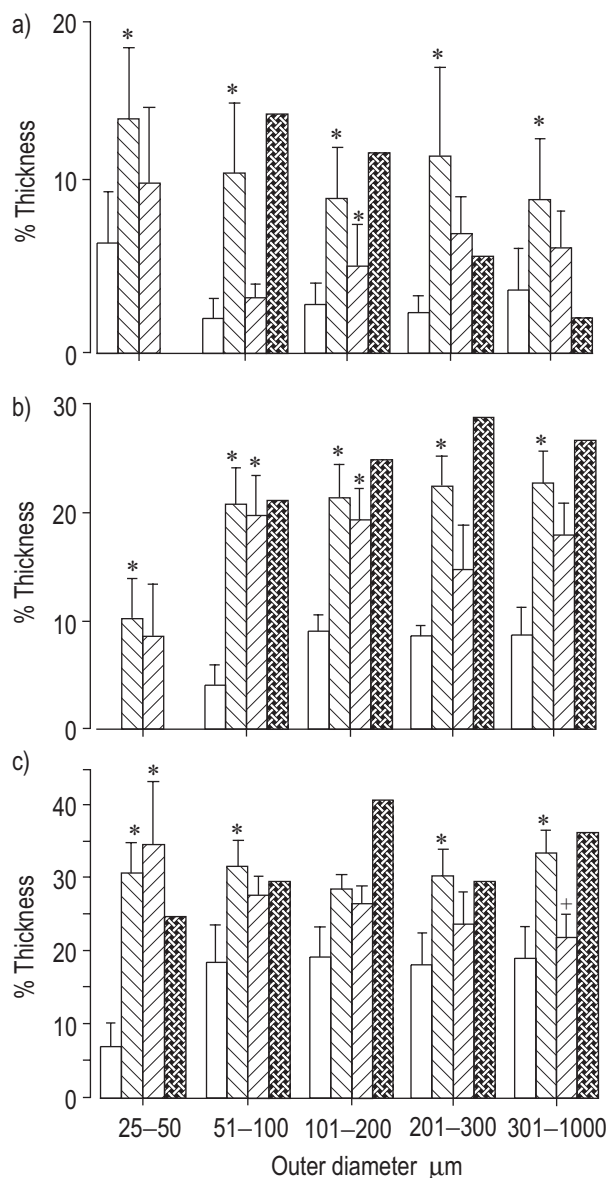 a)
20
10
0
% Thickness
* * * * * *
b)
30
20
10
0
% Thickness
* * * * * * *
c)
40
30
20
10
0
% Thickness
* * * * * +
25–50 51–100 101–200 201–300 301–1000
Outer diameter µm